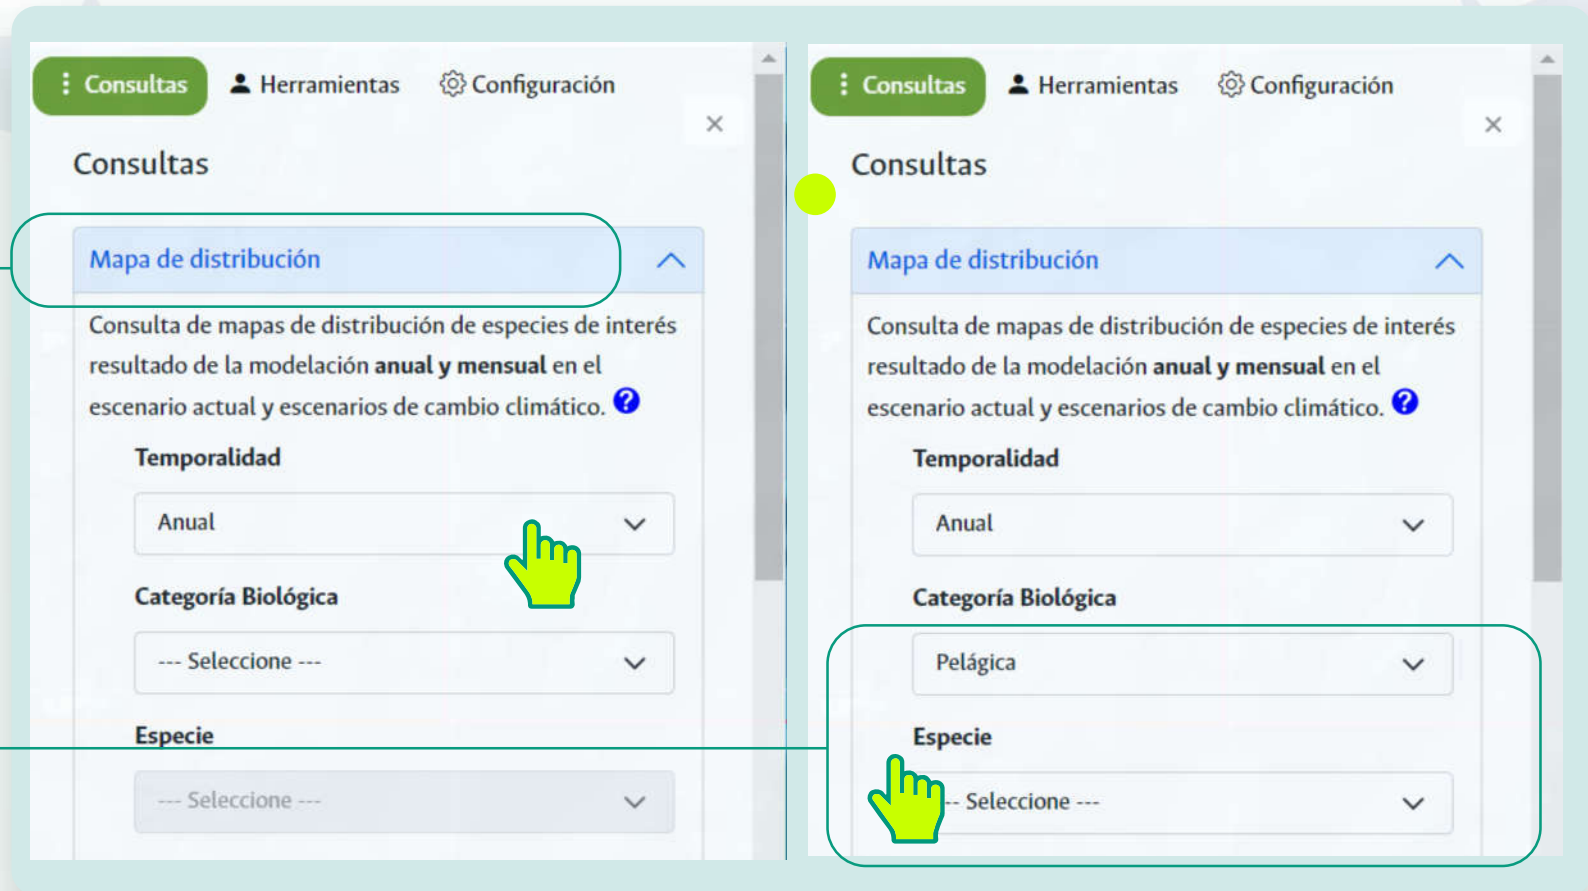 Consultas
Herramientas
Configuración
Consultas
Mapa de distribución
Consulta de mapas de distribución de especies de interés
resultado de la modelación anual y mensual en el
escenario actual y escenarios de cambio climático.
Temporalidad
Anual
Categoría Biológica
--- Seleccione ---
Especie
--- Seleccione ---
Consultas
Herramientas
Configuración
Consultas
Mapa de distribución
Consulta de mapas de distribución de especies de interés
resultado de la modelación anual y mensual en el
escenario actual y escenarios de cambio climático.
Temporalidad
Anual
Categoría Biológica
Pelágica
Especie
-- Seleccione ---